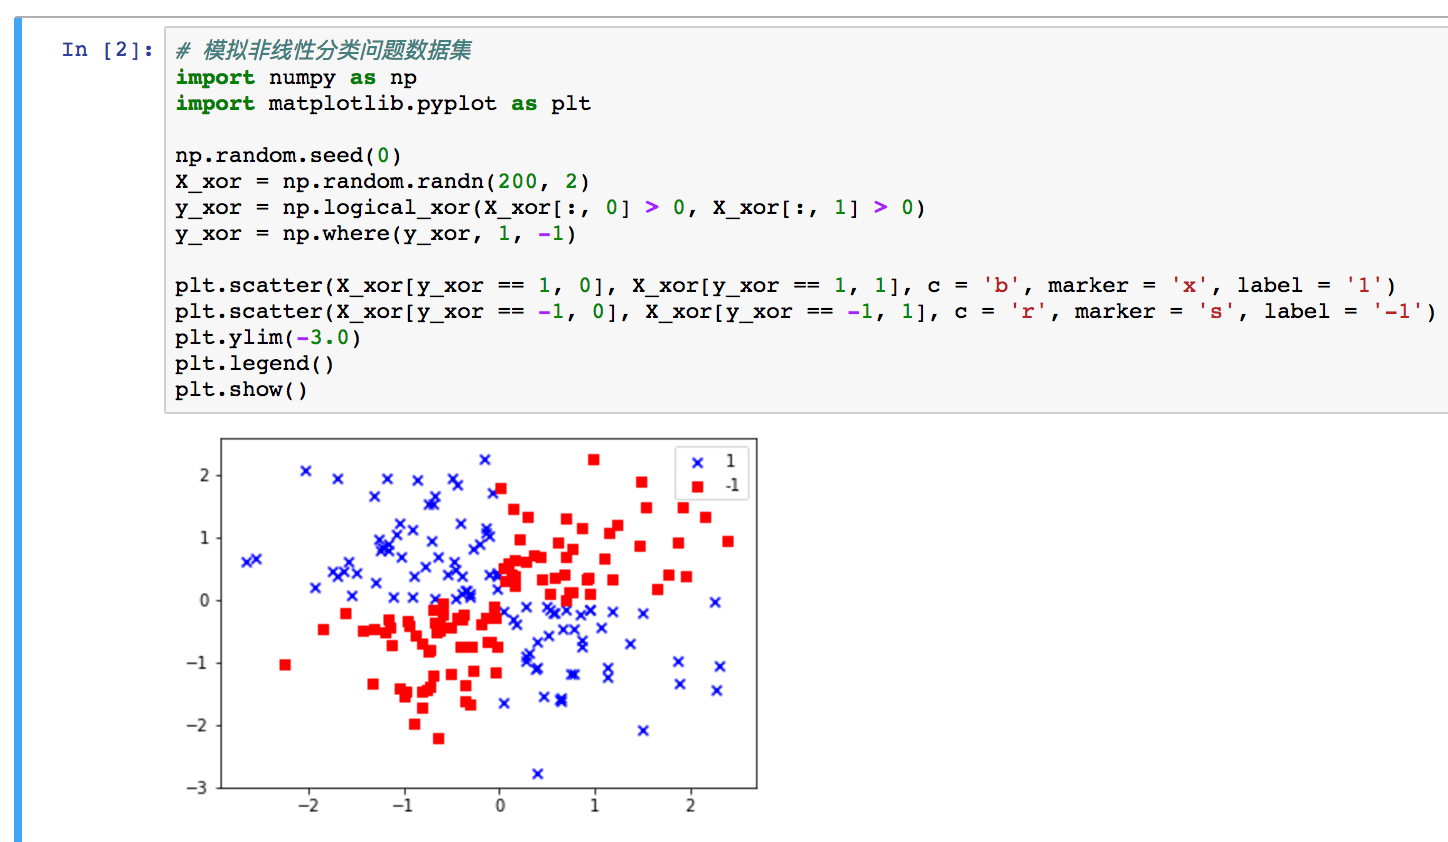 In [2]:
# 模拟非线性分类问题数据集
import numpy as np
import matplotlib.pyplot as plt
np.random.seed(0)
X_xor = np.random.randn(200, 2)
y_xor = np.logical_xor(X_xor[:, 0] > 0, X_xor[:, 1] > 0)
y_xor = np.where(y_xor, 1, -1)
plt.scatter(X_xor[y_xor == 1, 0], X_xor[y_xor == 1, 1], c = 'b', marker = 'x', label = '1')
plt.scatter(X_xor[y_xor == -1, 0], X_xor[y_xor == -1, 1], c = 'r', marker = 's', label = '-1')
plt.ylim(-3.0)
plt.legend()
plt.show()
1
-1
2
1
0
−1
−2
−3
−2 −1 0 1 2